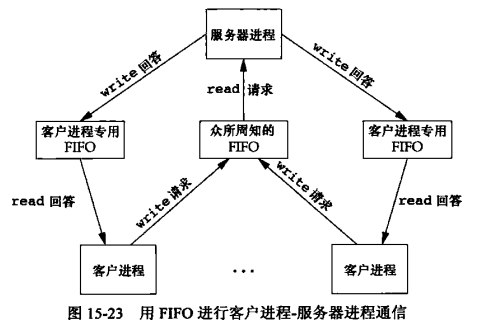 服务器进程
write 回答
write 回答
read 请求
客户进程专用
FIFO
众所周知的
FIFO
客户进程专用
FIFO
read 回答
write 请求
write 请求
read 回答
客户进程
...
客户进程
图 15-23 用 FIFO 进行客户进程-服务器进程通信